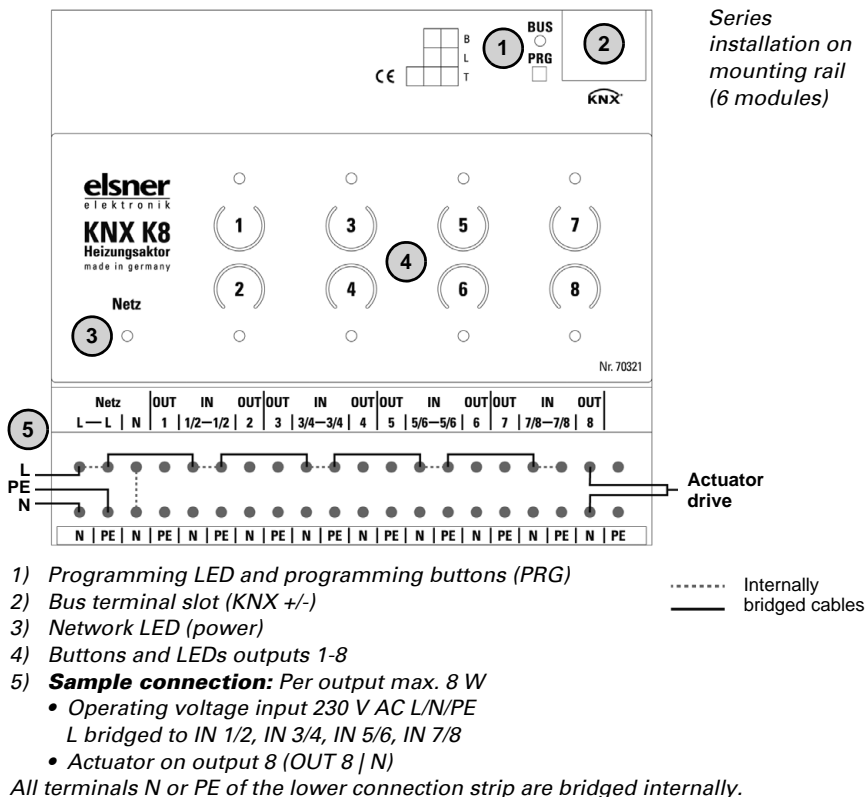 BUS
B
1
2
L
PRG
T
CE
KNX
Series
installation on
mounting rail
(6 modules)
elsner
elektronik
KNX K8
Heizungsaktor
made in germany
1 3 5 7
4
2 4 6 8
Netz
3
Nr. 70321
Netz OUT IN OUT OUT IN OUT OUT IN OUT OUT IN OUT
L — L | N | 1 | 1/2—1/2 | 2 | 3 | 3/4—3/4 | 4 | 5 | 5/6—5/6 | 6 | 7 | 7/8—7/8 | 8
5
L
PE
N
Actuator
drive
N | PE | N | PE | N | PE | N | PE | N | PE | N | PE | N | PE | N | PE | N | PE | N | PE
1) Programming LED and programming buttons (PRG)
2) Bus terminal slot (KNX +/-)
3) Network LED (power)
4) Buttons and LEDs outputs 1-8
5) Sample connection: Per output max. 8 W
• Operating voltage input 230 V AC L/N/PE
L bridged to IN 1/2, IN 3/4, IN 5/6, IN 7/8
• Actuator on output 8 (OUT 8 | N)
All terminals N or PE of the lower connection strip are bridged internally.
Internally
bridged cables